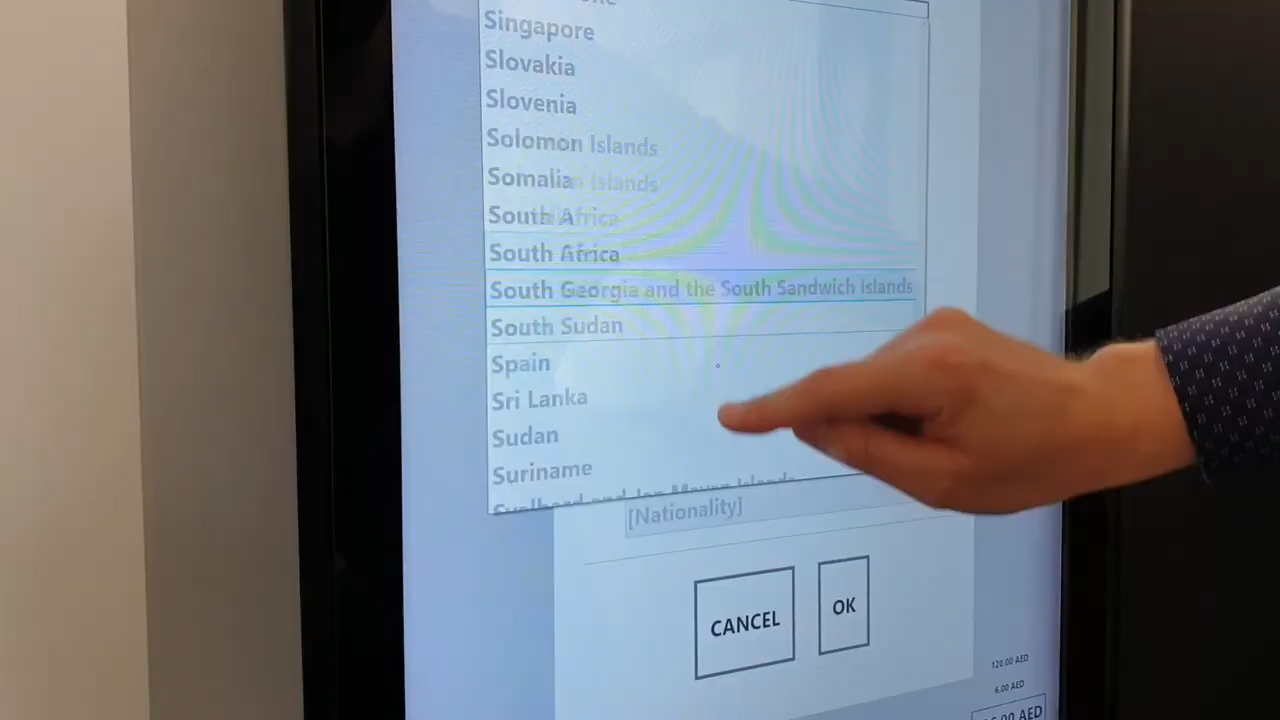 Singapore
Slovakia
Slovenia
Solomon Islands
Somalia
South Africa
South Africa
South Georgia and the South Sandwich Islands
South Sudan
Spain
Sri Lanka
Sudan
Suriname
[Nationality]
CANCEL
OK
120.00 AED
6.00 AED
AED